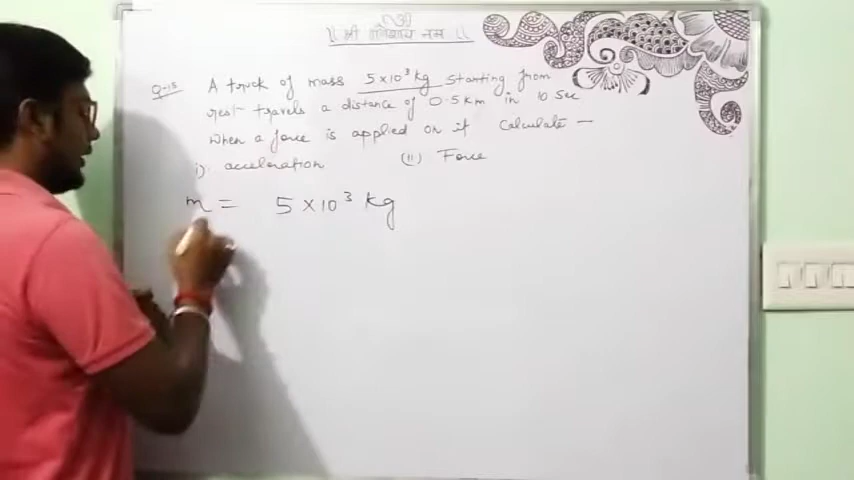 ॐ
|| श्री गणेशाय नमः ||
Q-15 A truck of mass 5×10³ kg starting from
rest travels a distance of 0.5 km in 10 Sec
when a force is applied on it Calculate –
i) acceleration (ii) Force
m = 5×10³ kg